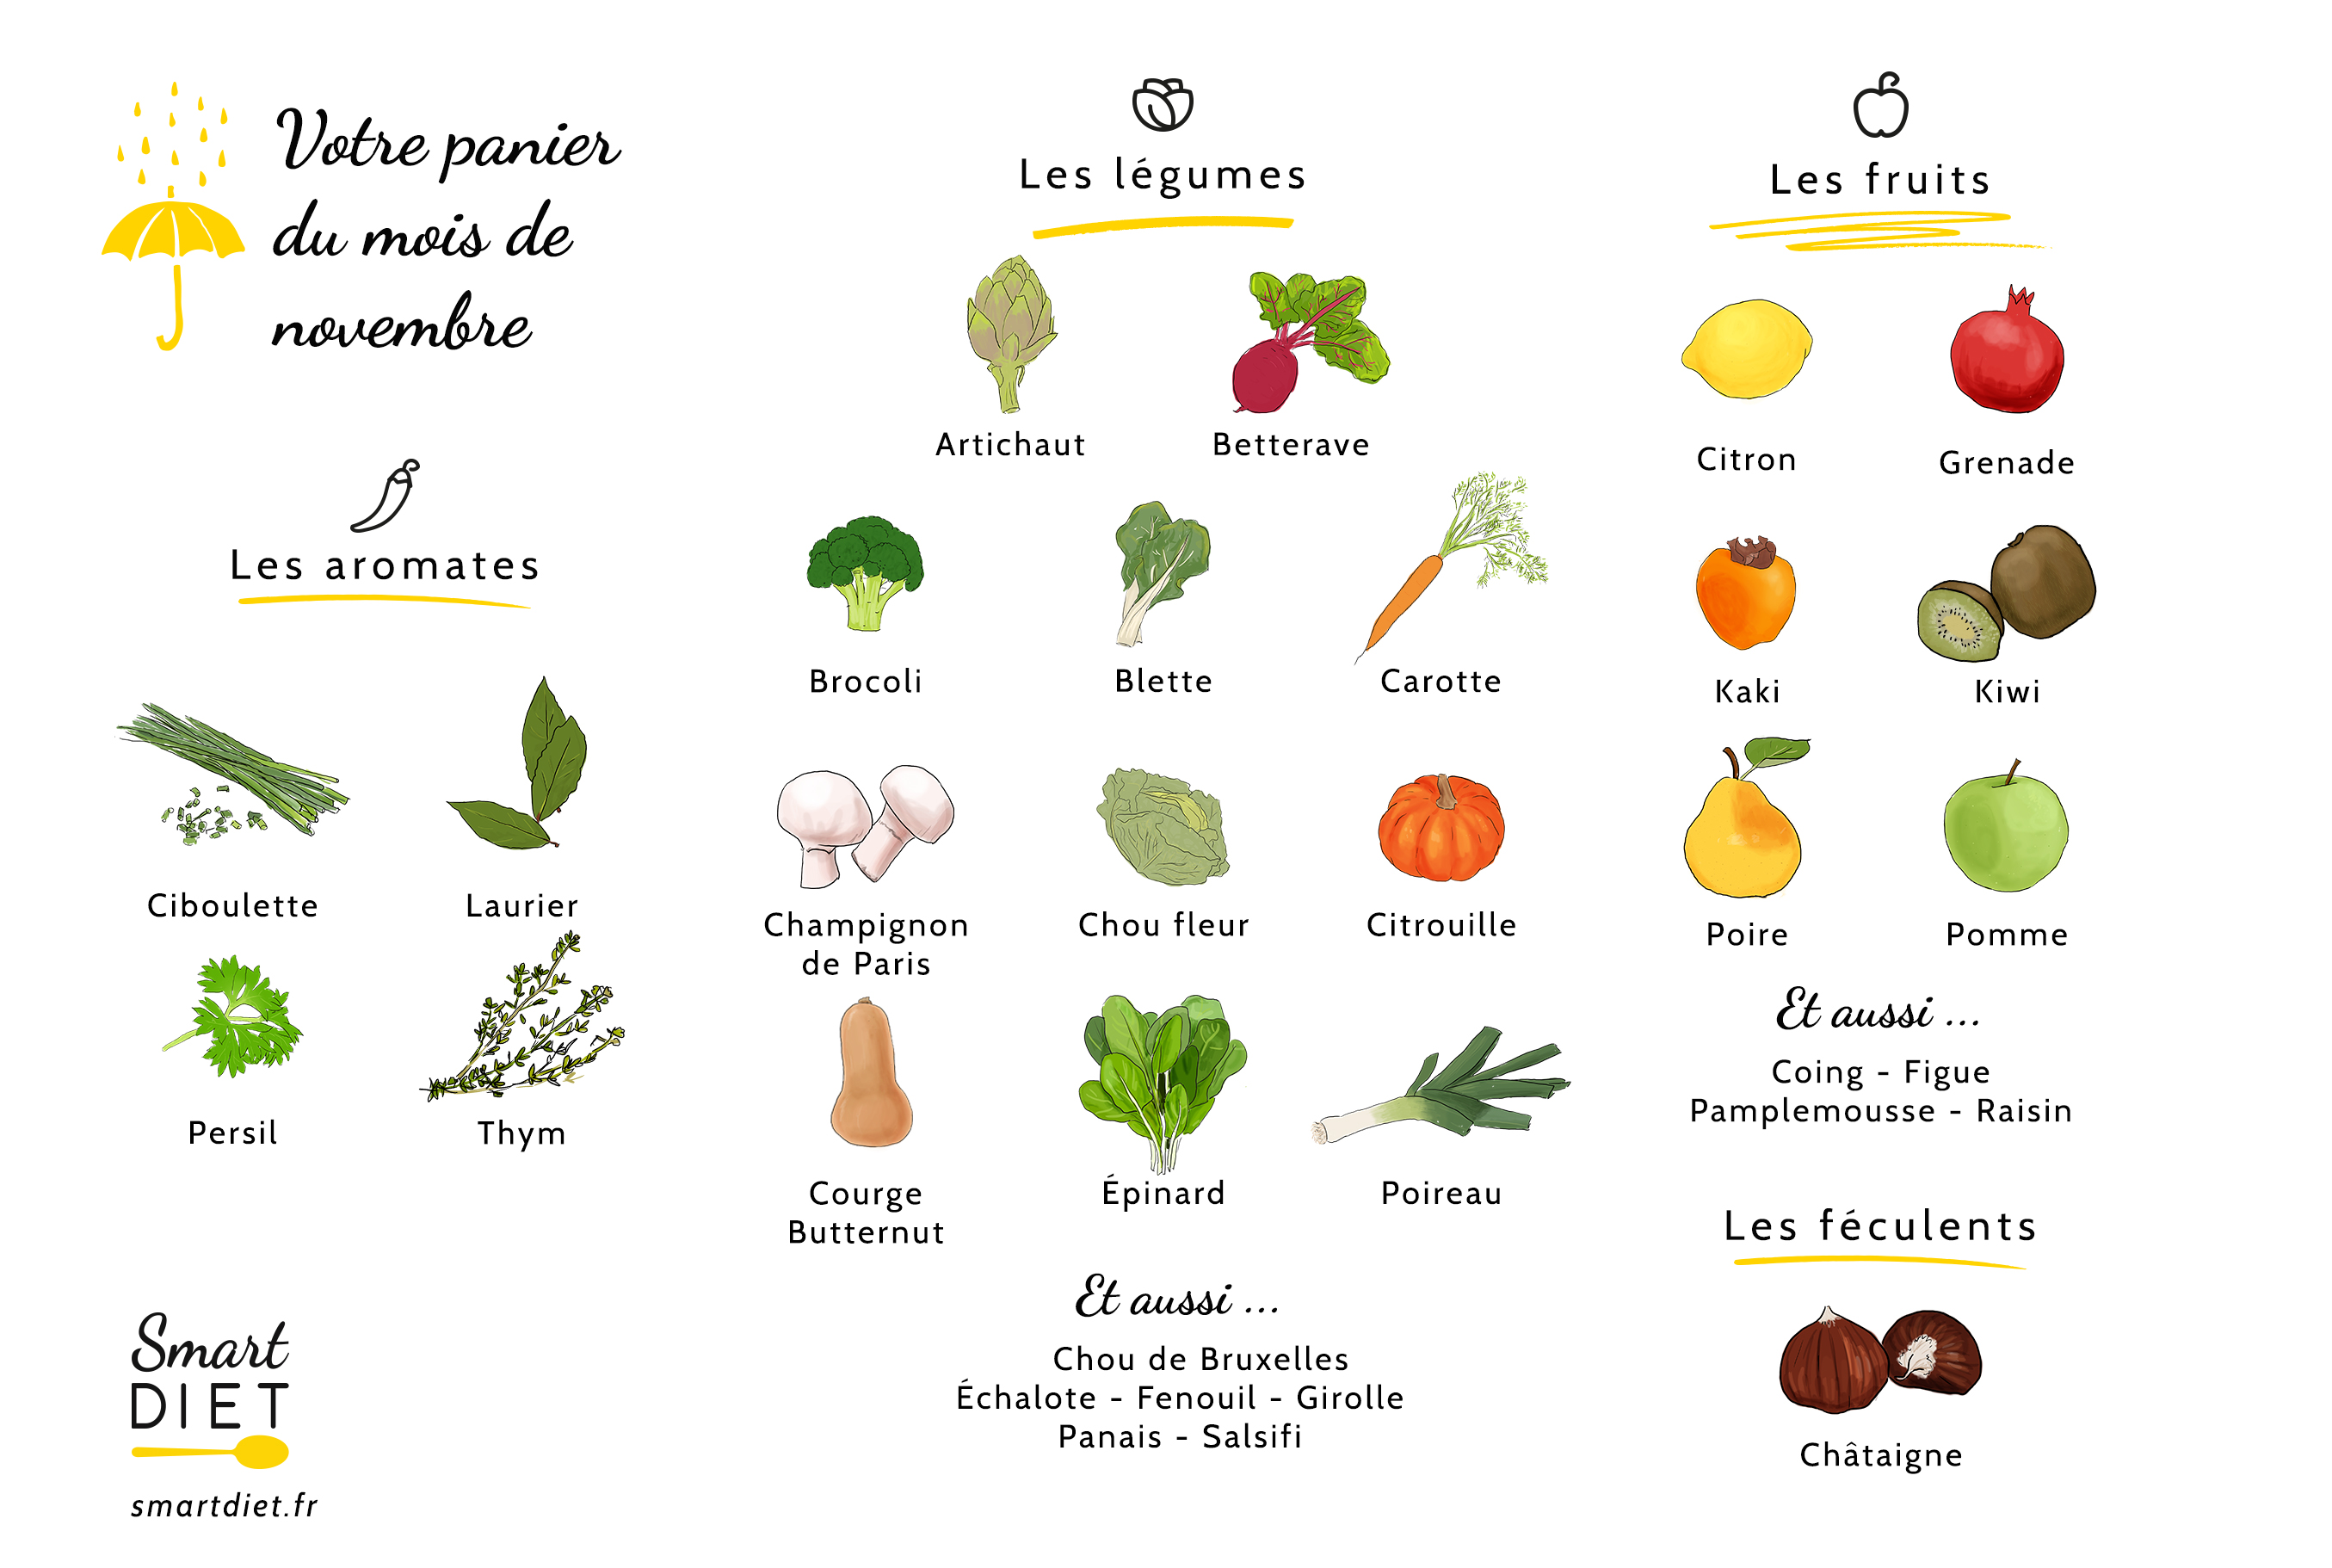 Votre panier
du mois de
novembre
Les aromates
Ciboulette
Laurier
Persil
Thym
Smart
DIET
smartdiet.fr
Les légumes
Artichaut
Betterave
Brocoli
Blette
Carotte
Champignon
de Paris
Chou fleur
Citrouille
Courge
Butternut
Épinard
Poireau
Et aussi ...
Chou de Bruxelles
Échalote - Fenouil - Girolle
Panais - Salsifi
Les fruits
Citron
Grenade
Kaki
Kiwi
Poire
Pomme
Et aussi ...
Coing - Figue
Pamplemousse - Raisin
Les féculents
Châtaigne